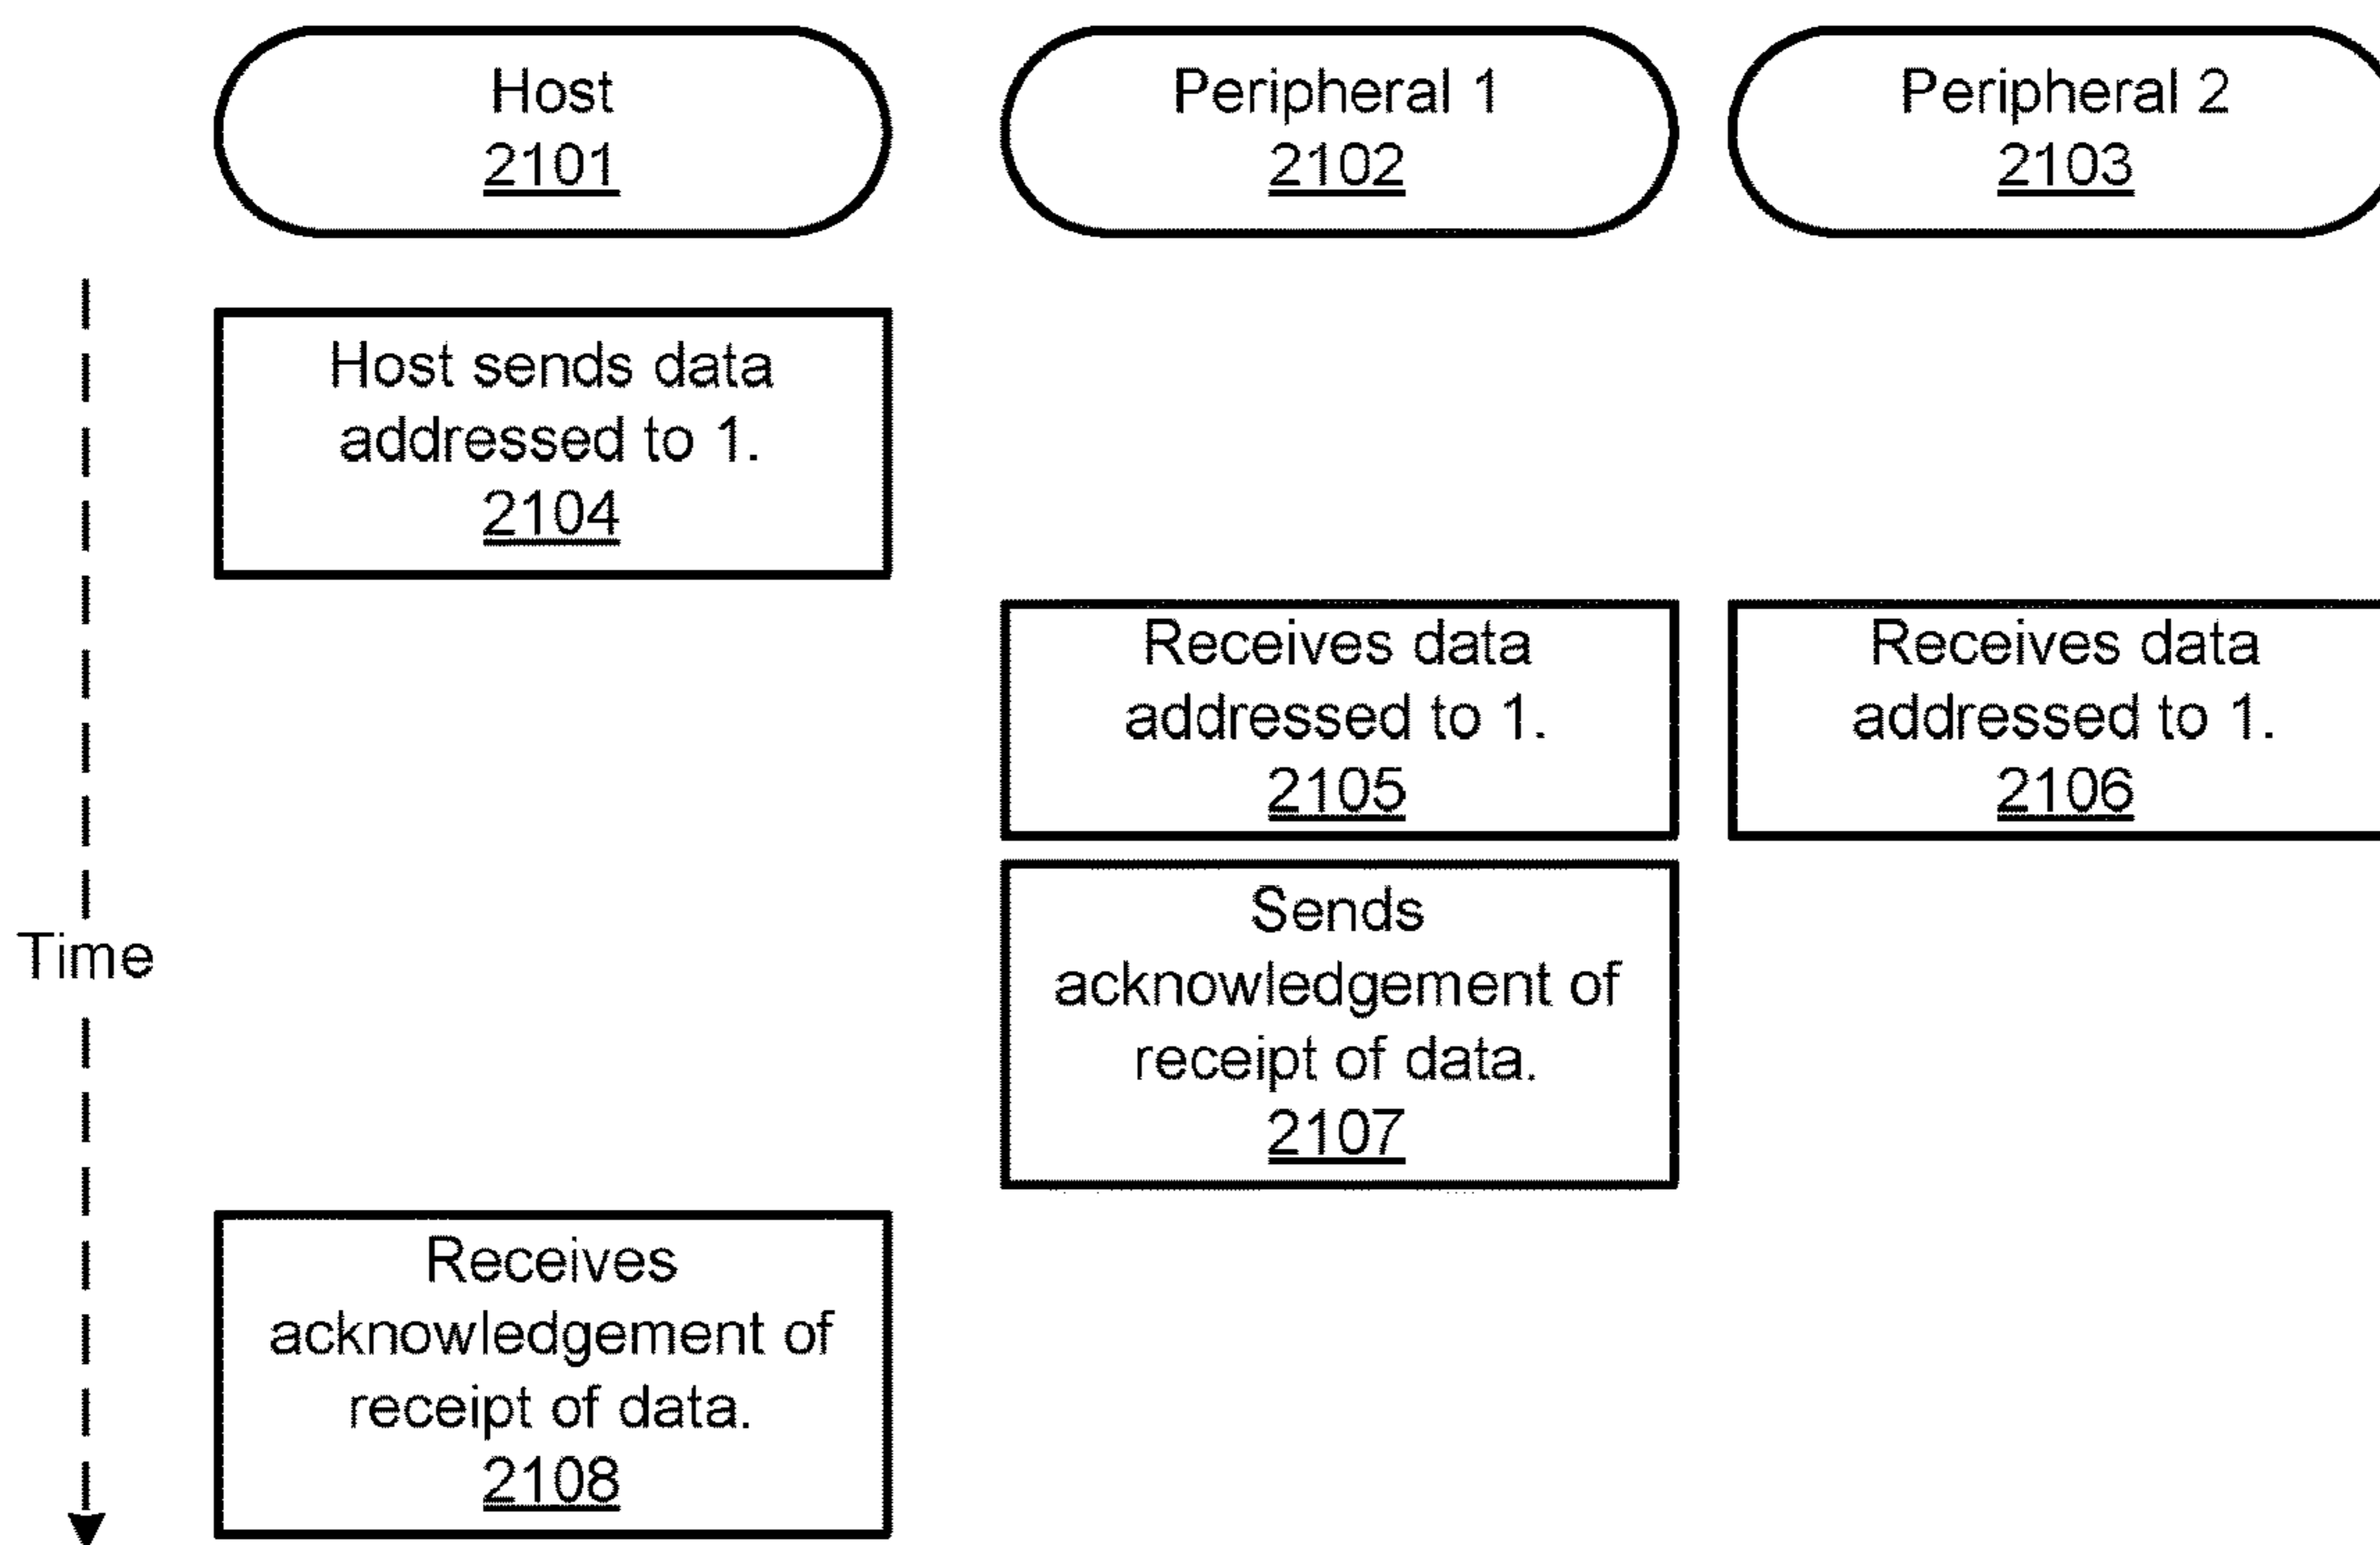 Host
2101
Peripheral 1
2102
Peripheral 2
2103
Host sends data
addressed to 1.
2104
Receives data
addressed to 1.
2105
Receives data
addressed to 1.
2106
Sends
acknowledgement of
receipt of data.
2107
Time
Receives
acknowledgement of
receipt of data.
2108